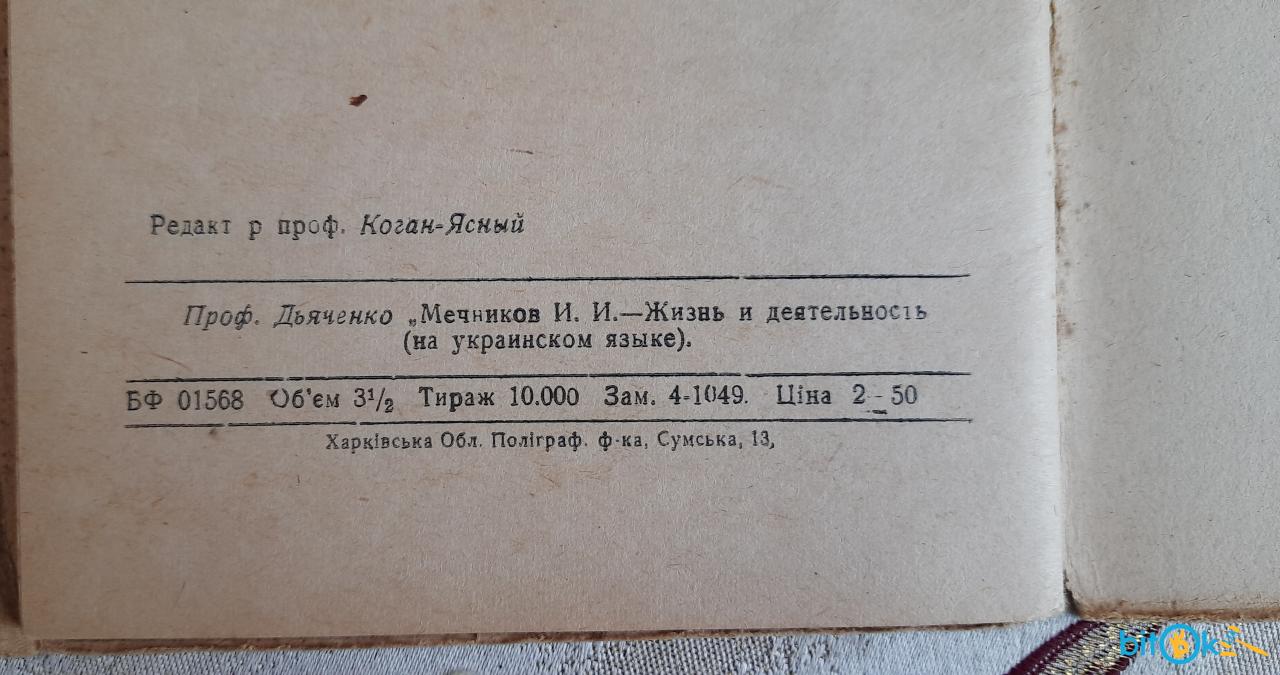 Редакт р проф. Коган-Ясный
Проф. Дьяченко „Мечников И. И.—Жизнь и деятельность
(на украинском языке).
БФ 01568 Об'єм 3½ Тираж 10.000 Зам. 4-1049. Ціна 2-50
Харківська Обл. Поліграф. ф-ка, Сумська, 13,
bitok